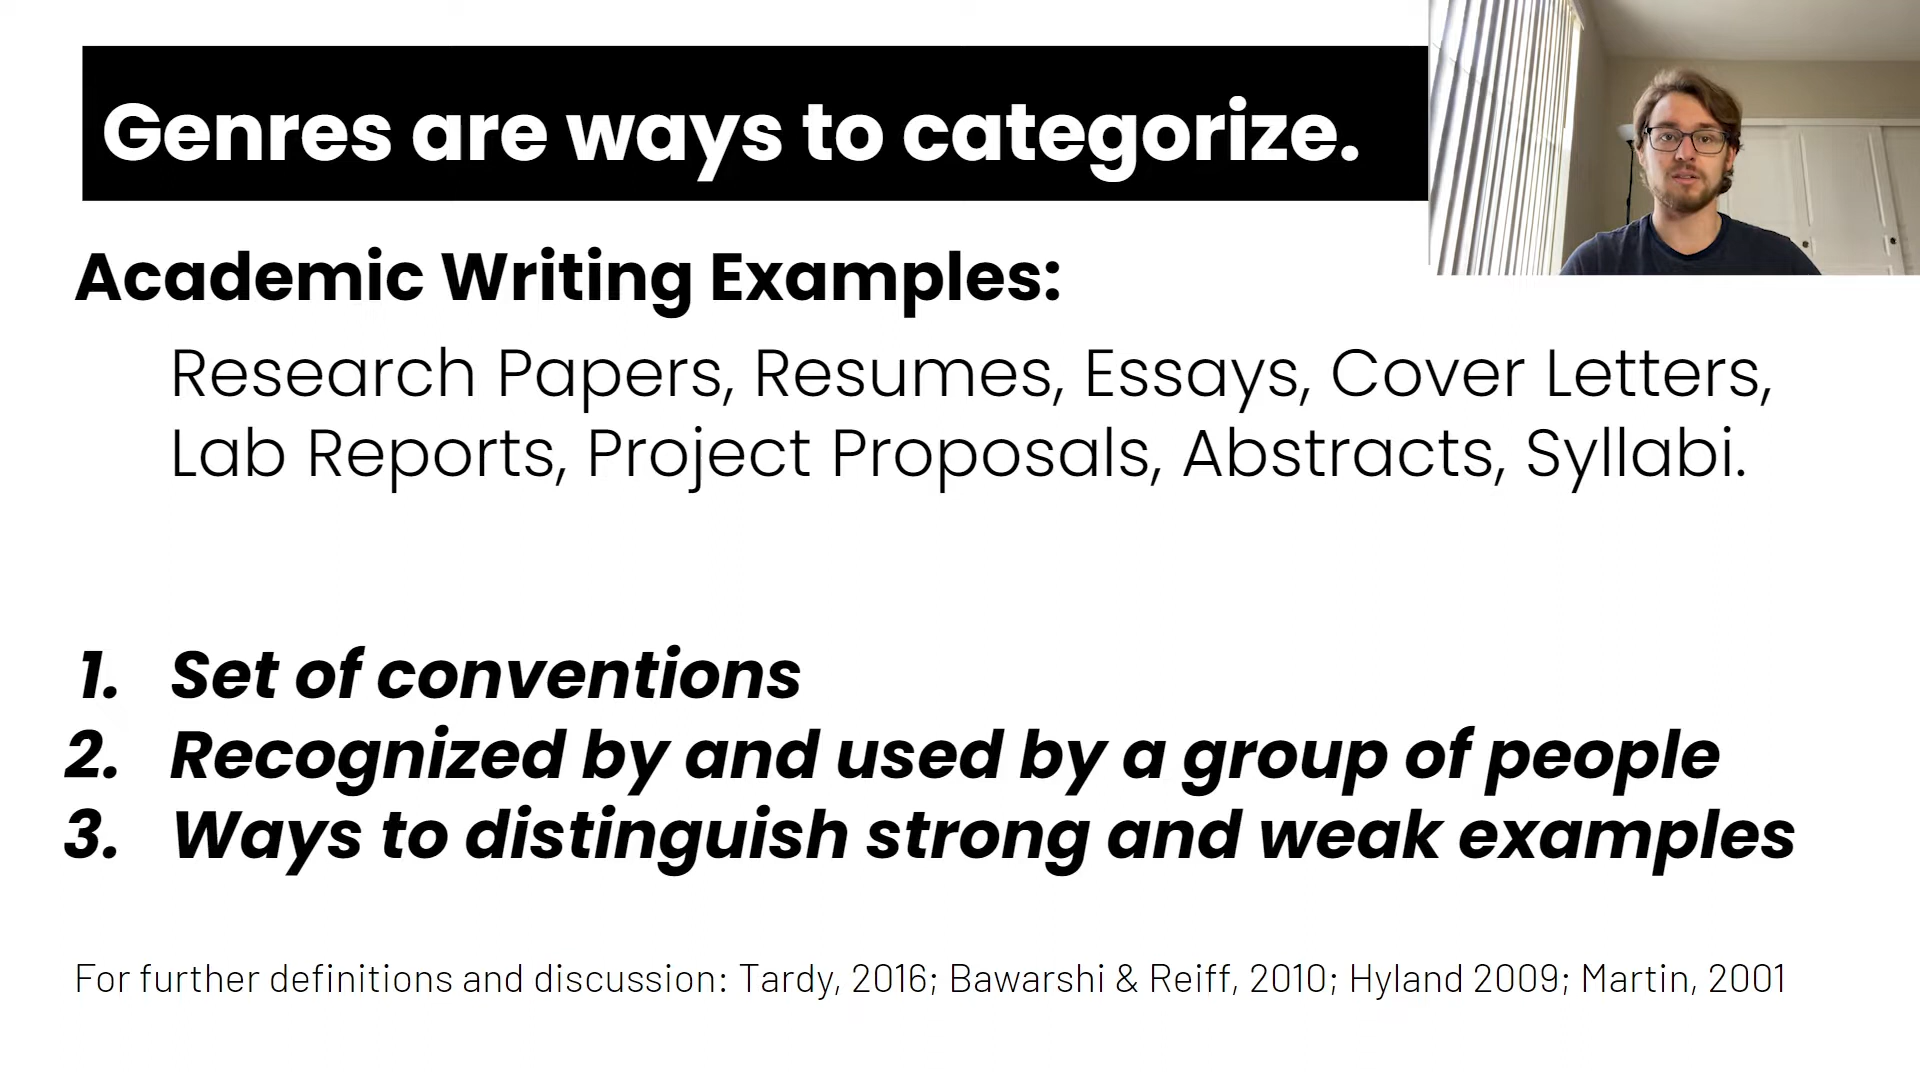 Genres are ways to categorize.
Academic Writing Examples:
Research Papers, Resumes, Essays, Cover Letters,
Lab Reports, Project Proposals, Abstracts, Syllabi.
1. Set of conventions
2. Recognized by and used by a group of people
3. Ways to distinguish strong and weak examples
For further definitions and discussion: Tardy, 2016; Bawarshi & Reiff, 2010; Hyland 2009; Martin, 2001